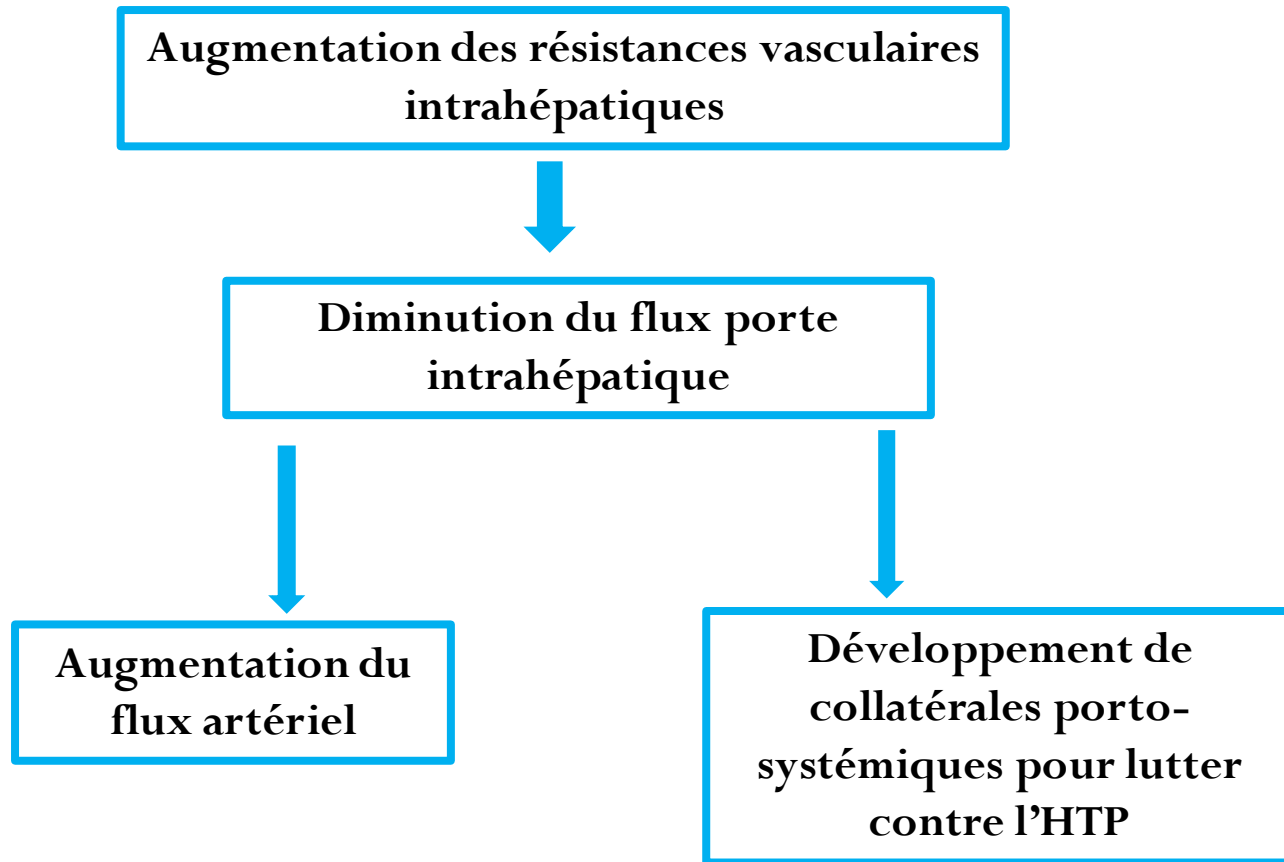 Augmentation des résistances vasculaires
intrahépatiques
Diminution du flux porte
intrahépatique
Augmentation du
flux artériel
Développement de
collatérales porto-
systémiques pour lutter
contre l’HTP